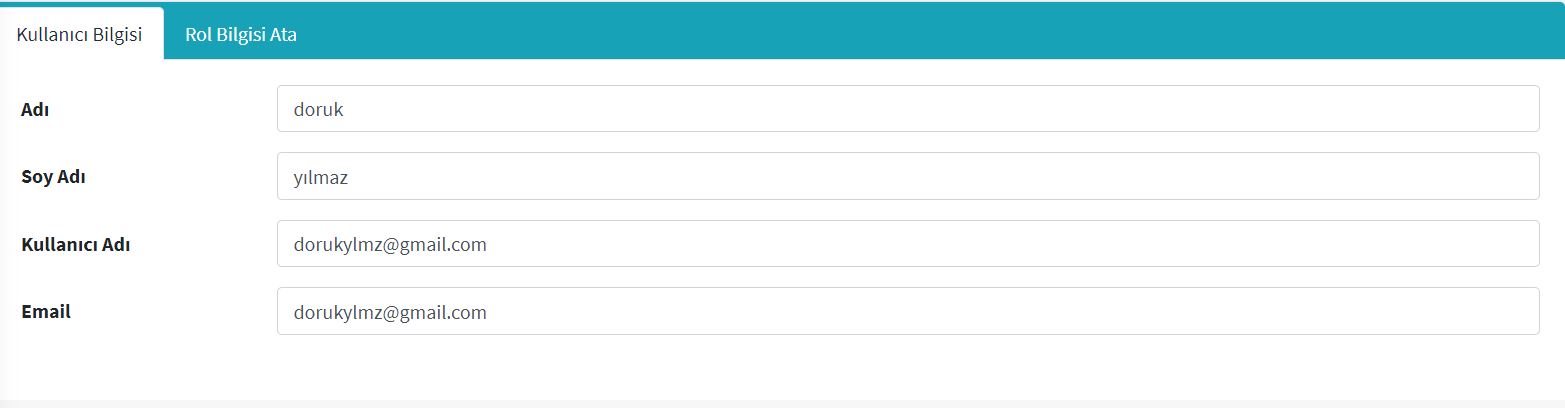 Kullanıcı Bilgisi Rol Bilgisi Ata
Adı doruk
Soy Adı yılmaz
Kullanıcı Adı dorukylmz@gmail.com
Email dorukylmz@gmail.com